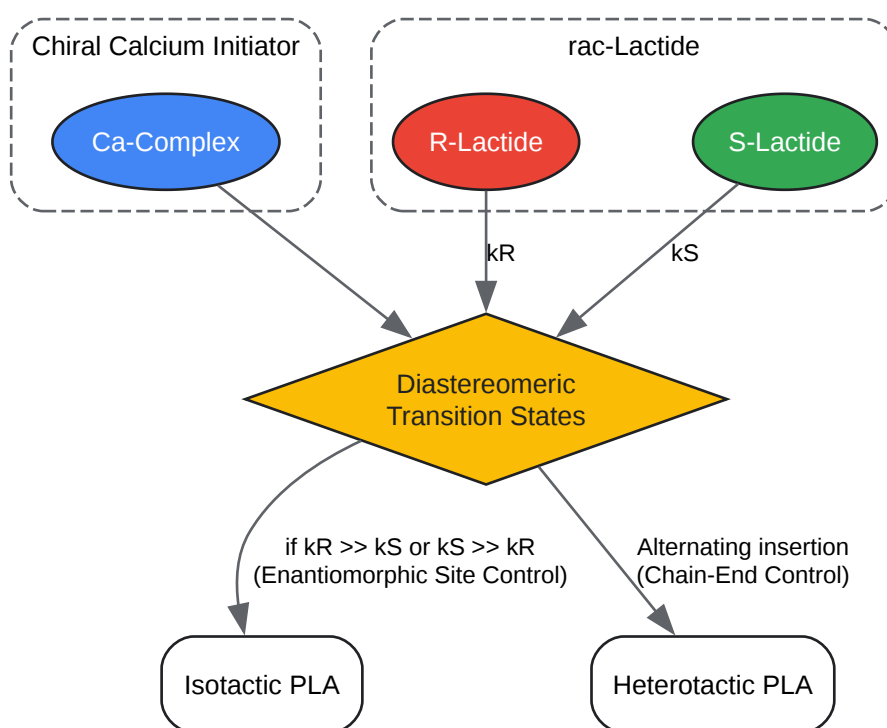 Chiral Calcium Initiator
rac-Lactide
Ca-Complex
R-Lactide
S-Lactide
kR
kS
Diastereomeric
Transition States
if kR >> kS or kS >> kR
(Enantiomorphic Site Control)
Alternating insertion
(Chain-End Control)
Isotactic PLA
Heterotactic PLA